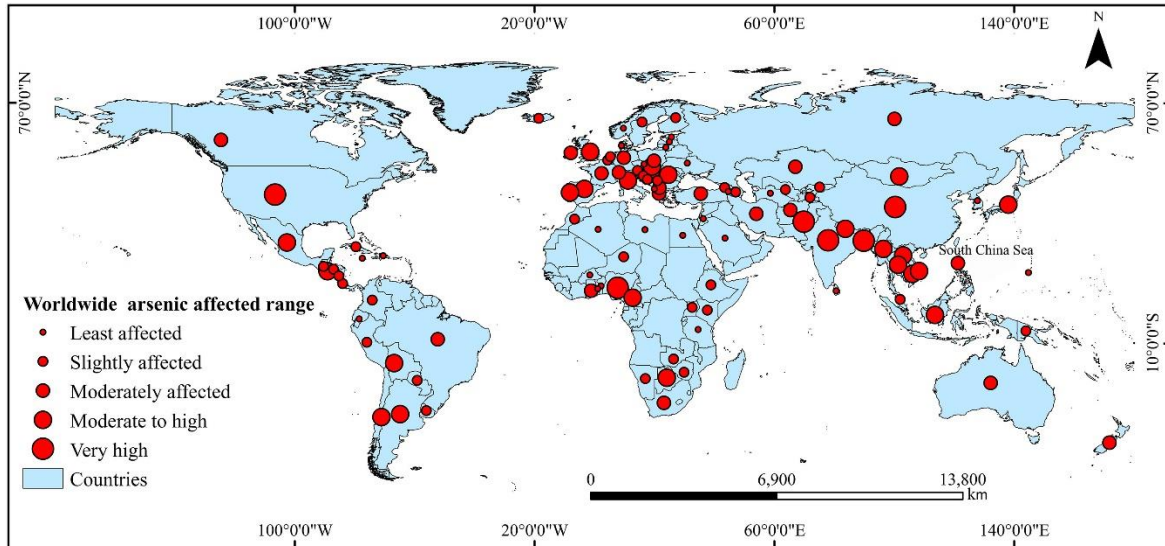 100°0'0"W 20°0'0"W 60°0'0"E 140°0'0"E
N
70°0'0"N 70°0'0"N
South China Sea
Worldwide arsenic affected range
Least affected
Slightly affected
Moderately affected
Moderate to high
Very high
Countries
10°0'0"S 10°0'0"S
0 6,900 13,800
km
100°0'0"W 20°0'0"W 60°0'0"E 140°0'0"E